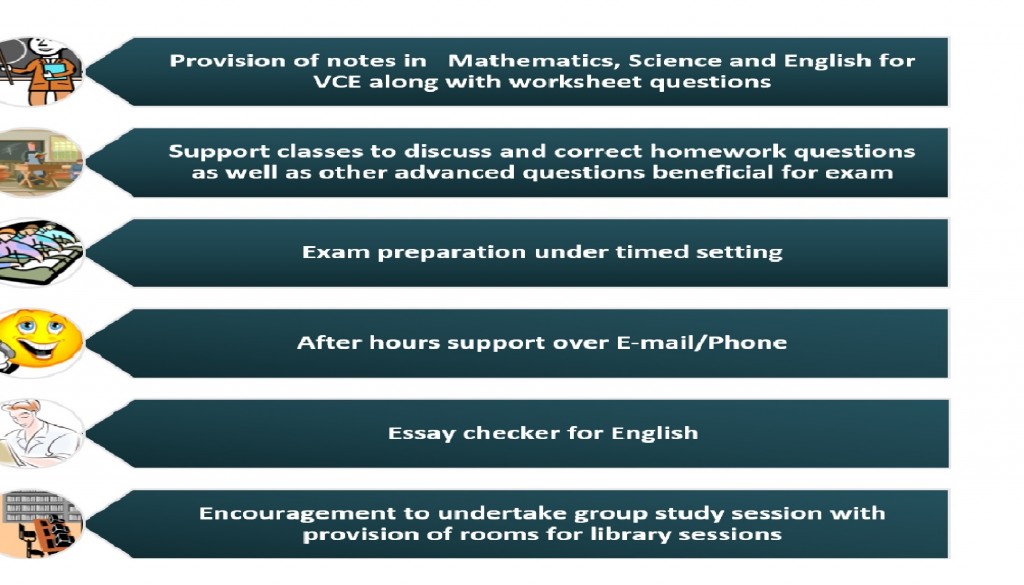 Provision of notes in   Mathematics, Science and English for
VCE along with worksheet questions
Support classes to discuss and correct homework questions
as well as other advanced questions beneficial for exam
Exam preparation under timed setting
After hours support over E-mail/Phone
Essay checker for English
Encouragement to undertake group study session with
provision of rooms for library sessions